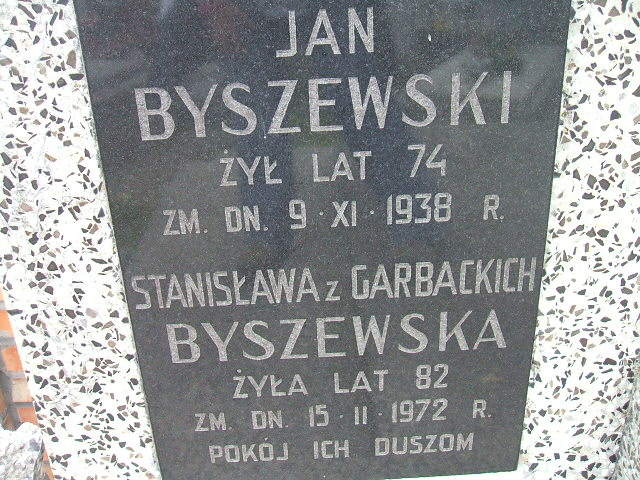 JAN
BYSZEWSKI
ŻYŁ LAT 74
ZM. DN. 9·XI·1938 R.
STANISŁAWA z GARBACKICH
BYSZEWSKA
ŻYŁA LAT 82
ZM. DN. 15·II·1972 R.
POKÓJ ICH DUSZOM